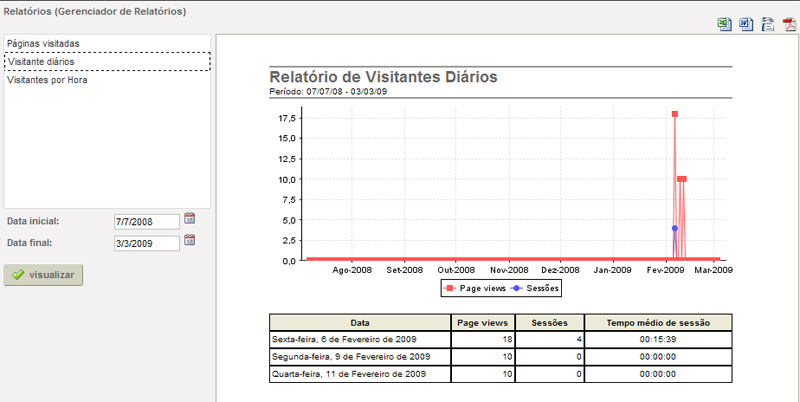 Relatórios (Gerenciador de Relatórios)
Páginas visitadas
Visitante diários
Visitantes por Hora
Data inicial: 7/7/2008
Data final: 3/3/2009
visualizar
Relatório de Visitantes Diários
Período: 07/07/08 - 03/03/09
17,5
15,0
12,5
10,0
7,5
5,0
2,5
0,0
Ago-2008 Set-2008 Out-2008 Nov-2008 Dez-2008 Jan-2009 Fev-2009 Mar-2009
Page views Sessões
Data Page views Sessões Tempo médio de sessão
Sexta-feira, 6 de Fevereiro de 2009 18 4 00:15:39
Segunda-feira, 9 de Fevereiro de 2009 10 0 00:00:00
Quarta-feira, 11 de Fevereiro de 2009 10 0 00:00:00